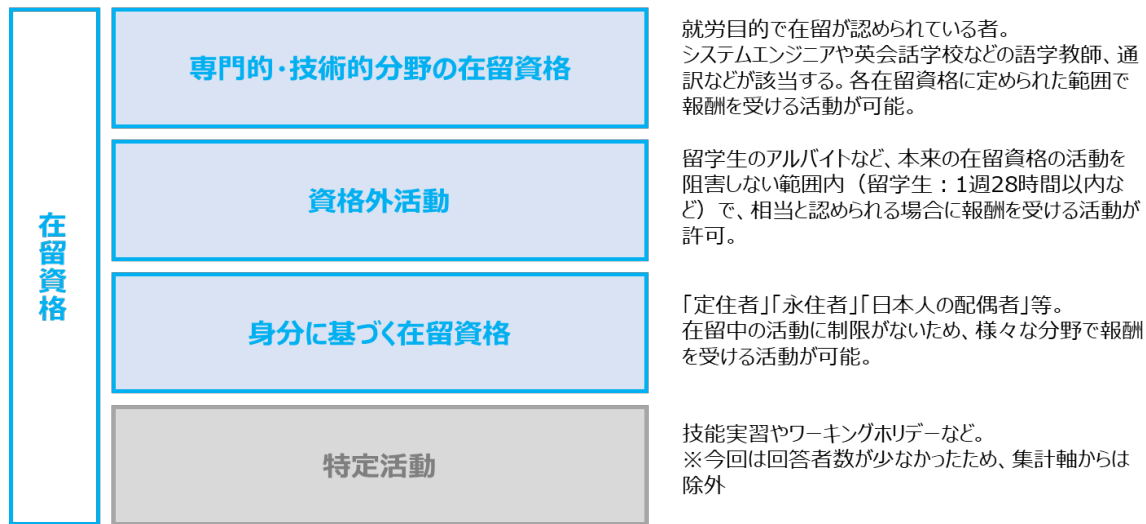 在留資格
専門的・技術的分野の在留資格
就労目的で在留が認められている者。
システムエンジニアや英会話学校などの語学教師、通
訳などが該当する。各在留資格に定められた範囲で
報酬を受ける活動が可能。
資格外活動
留学生のアルバイトなど、本来の在留資格の活動を
阻害しない範囲内（留学生：1週28時間以内な
ど）で、相当と認められる場合に報酬を受ける活動が
許可。
身分に基づく在留資格
「定住者」「永住者」「日本人の配偶者」等。
在留中の活動に制限がないため、様々な分野で報酬
を受ける活動が可能。
特定活動
技能実習やワーキングホリデーなど。
※今回は回答者数が少なかったため、集計軸からは
除外